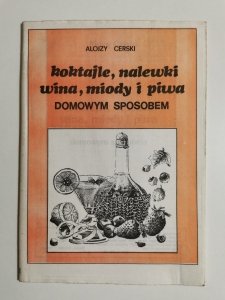 ALOJZY CERSKI
koktajle, nalewki
wina, miody i piwa
DOMOWYM SPOSOBEM